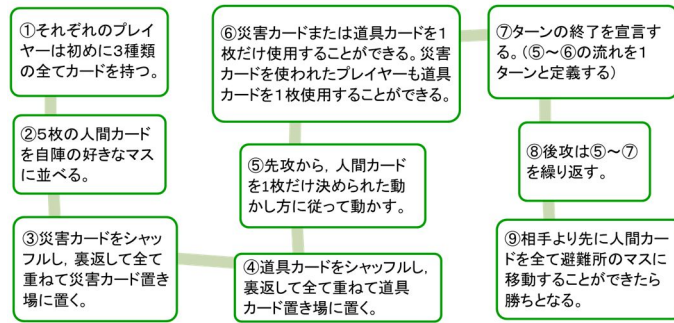 ①それぞれのプレイ
ヤーは初めに３種類
の全てカードを持つ。
②５枚の人間カード
を自陣の好きなマス
に並べる。
③災害カードをシャッ
フルし，裏返して全て
重ねて災害カード置き
場に置く。
④道具カードをシャッフルし，
裏返して全て重ねて道具
カード置き場に置く。
⑤先攻から，人間カード
を1枚だけ決められた動
かし方に従って動かす。
⑥災害カードまたは道具カードを１
枚だけ使用することができる。災害
カードを使われたプレイヤーも道具
カードを１枚使用することができる。
⑦ターンの終了を宣言す
る。（⑤～⑥の流れを１
ターンと定義する）
⑧後攻は⑤～⑦
を繰り返す。
⑨相手より先に人間カー
ドを全て避難所のマスに
移動することができたら
勝ちとなる。